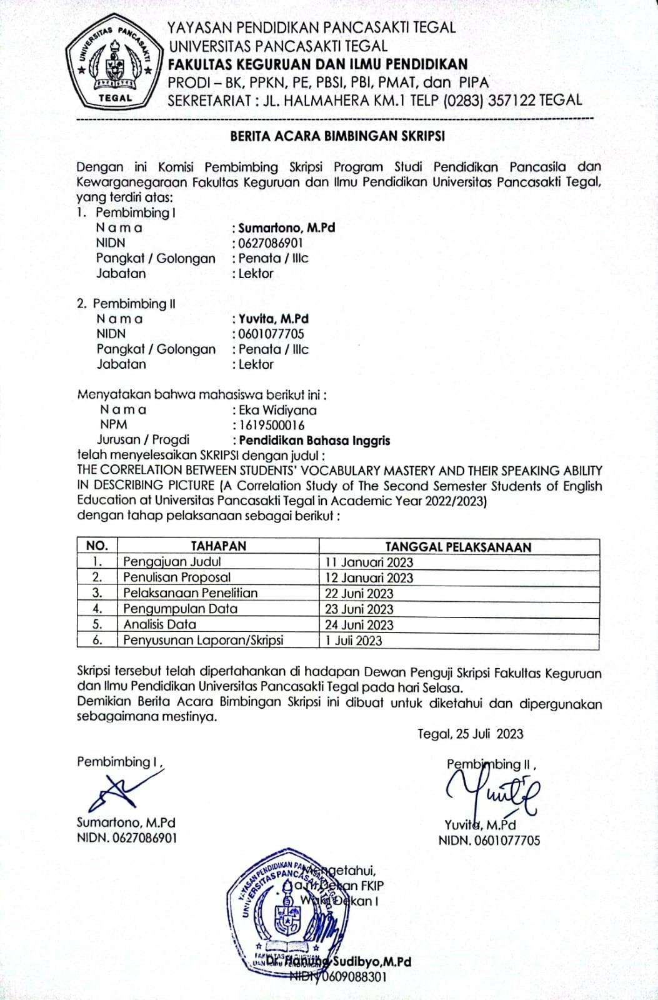 UNIVERSITAS PANCASAKTI
TEGAL
YAYASAN PENDIDIKAN PANCASAKTI TEGAL
UNIVERSITAS PANCASAKTI TEGAL
FAKULTAS KEGURUAN DAN ILMU PENDIDIKAN
PRODI – BK, PPKN, PE, PBSI, PBI, PMAT, dan PIPA
SEKRETARIAT : JL. HALMAHERA KM.1 TELP (0283) 357122 TEGAL
BERITA ACARA BIMBINGAN SKRIPSI
Dengan ini Komisi Pembimbing Skripsi Program Studi Pendidikan Pancasila dan
Kewarganegaraan Fakultas Keguruan dan Ilmu Pendidikan Universitas Pancasakti Tegal,
yang terdiri atas:
1. Pembimbing I
N a m a : Sumartono, M.Pd
NIDN : 0627086901
Pangkat / Golongan : Penata / IIIc
Jabatan : Lektor
2. Pembimbing II
N a m a : Yuvita, M.Pd
NIDN : 0601077705
Pangkat / Golongan : Penata / IIIc
Jabatan : Lektor
Menyatakan bahwa mahasiswa berikut ini :
N a m a : Eka Widiyana
NPM : 1619500016
Jurusan / Progdi : Pendidikan Bahasa Inggris
telah menyelesaikan SKRIPSI dengan judul :
THE CORRELATION BETWEEN STUDENTS' VOCABULARY MASTERY AND THEIR SPEAKING ABILITY
IN DESCRIBING PICTURE (A Correlation Study of The Second Semester Students of English
Education at Universitas Pancasakti Tegal in Academic Year 2022/2023)
dengan tahap pelaksanaan sebagai berikut :
NO. TAHAPAN TANGGAL PELAKSANAAN
1. Pengajuan Judul 11 Januari 2023
2. Penulisan Proposal 12 Januari 2023
3. Pelaksanaan Penelitian 22 Juni 2023
4. Pengumpulan Data 23 Juni 2023
5. Analisis Data 24 Juni 2023
6. Penyusunan Laporan/Skripsi 1 Juli 2023
Skripsi tersebut telah dipertahankan di hadapan Dewan Penguji Skripsi Fakultas Keguruan
dan Ilmu Pendidikan Universitas Pancasakti Tegal pada hari Selasa.
Demikian Berita Acara Bimbingan Skripsi ini dibuat untuk diketahui dan dipergunakan
sebagaimana mestinya.
Tegal, 25 Juli 2023
Pembimbing I , Pembimbing II ,
Sumartono, M.Pd Yuvita, M.Pd
NIDN. 0627086901 NIDN. 0601077705
Mengetahui,
a.n Dekan FKIP
Wakil Dekan I
YAYASAN PENDIDIKAN PANCASAKTI TEGAL
UNIVERSITAS PANCASAKTI TEGAL
Dr. Hanung Sudibyo,M.Pd
NIDN 0609088301